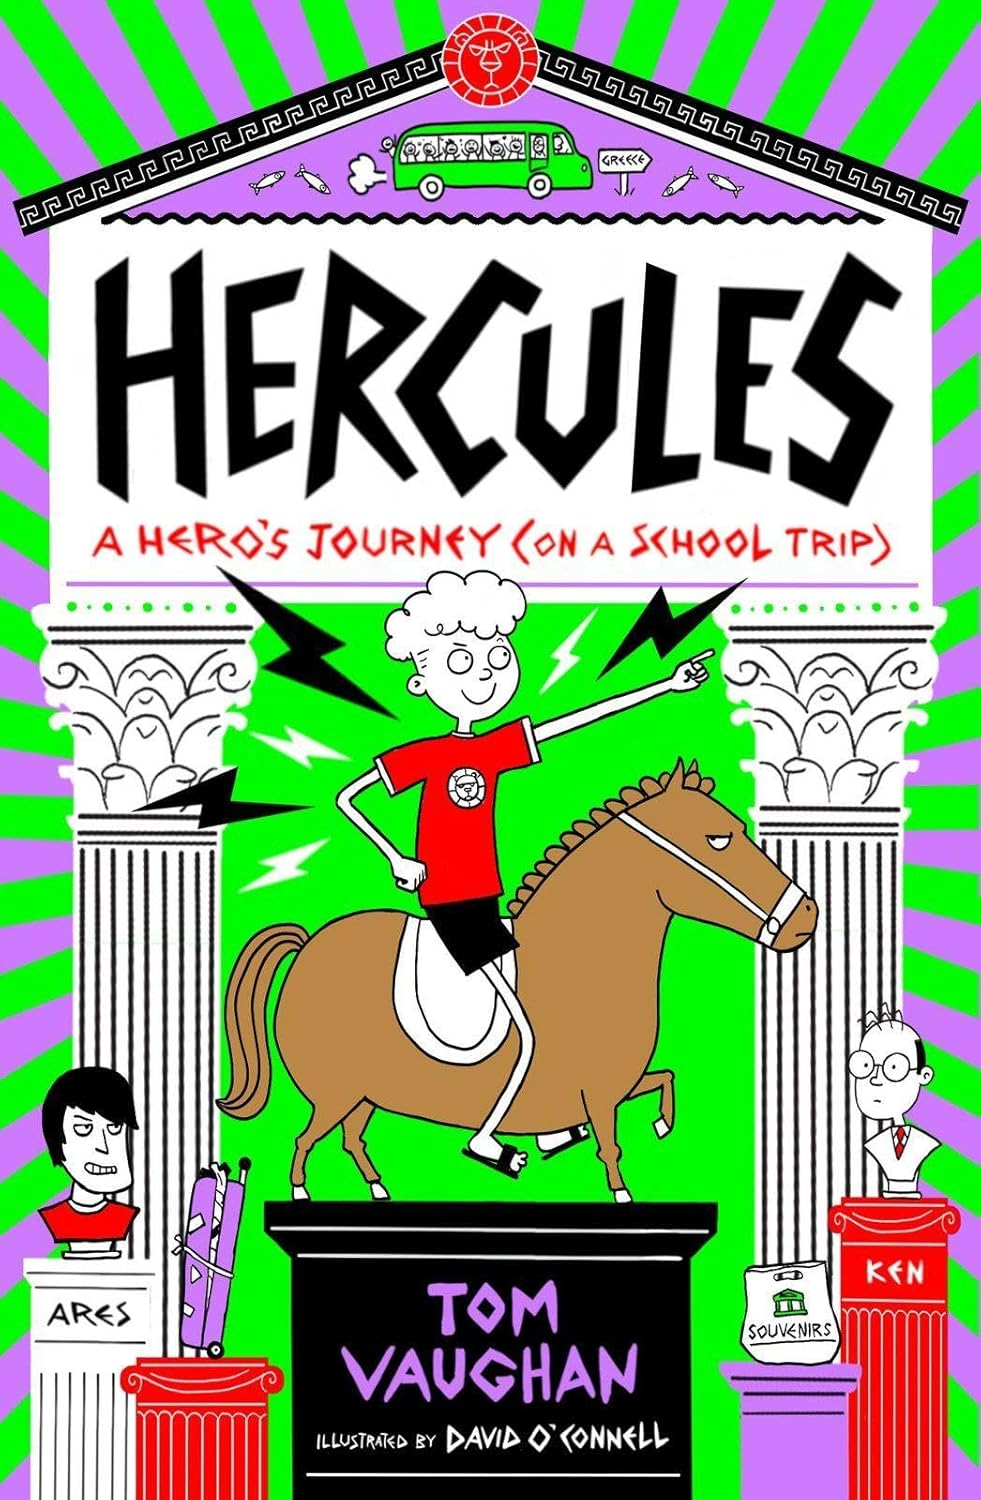 GREECE
HERCULES
A HERO'S JOURNEY (ON A SCHOOL TRIP)
ARES
KEN
SOUVENIRS
TOM
VAUGHAN
ILLUSTRATED BY DAVID O'CONNELL